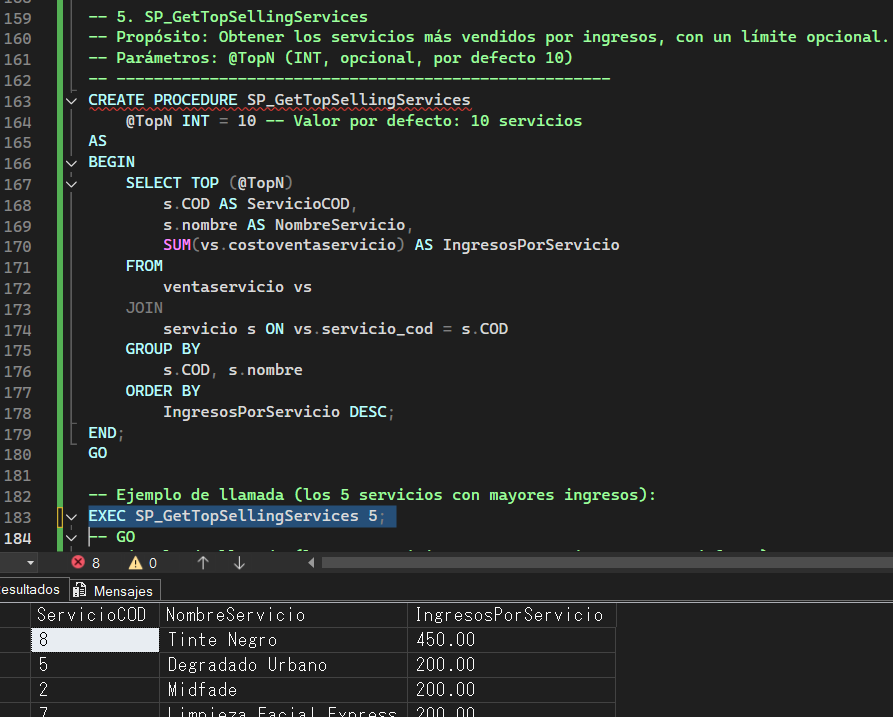 159 -- 5. SP_GetTopSellingServices
160 -- Propósito: Obtener los servicios más vendidos por ingresos, con un límite opcional.
161 -- Parámetros: @TopN (INT, opcional, por defecto 10)
162 -- -----------------------------------------------------
163 CREATE PROCEDURE SP_GetTopSellingServices
164 @TopN INT = 10 -- Valor por defecto: 10 servicios
165 AS
166 BEGIN
167 SELECT TOP (@TopN)
168 s.COD AS ServicioCOD,
169 s.nombre AS NombreServicio,
170 SUM(vs.costoventaservicio) AS IngresosPorServicio
171 FROM
172 ventaservicio vs
173 JOIN
174 servicio s ON vs.servicio_cod = s.COD
175 GROUP BY
176 s.COD, s.nombre
177 ORDER BY
178 IngresosPorServicio DESC;
179 END;
180 GO
181
182 -- Ejemplo de llamada (los 5 servicios con mayores ingresos):
183 EXEC SP_GetTopSellingServices 5;
184 -- GO
8 0
esultados Mensajes
ServicioCOD NombreServicio IngresosPorServicio
8 Tinte Negro 450.00
5 Degradado Urbano 200.00
2 Midfade 200.00
7 Limpieza Facial Express 200.00